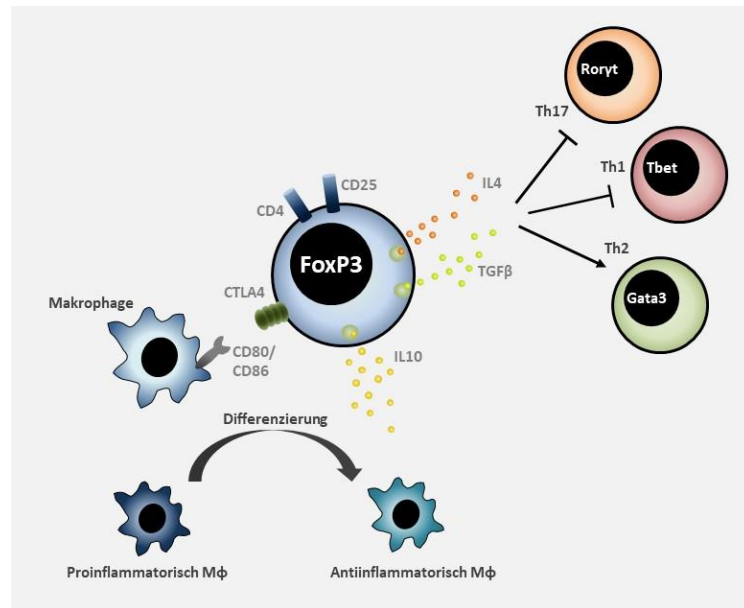 Roryt
Th17
Th1
Tbet
CD25
IL4
CD4
Th2
FoxP3
TGFβ
Gata3
CTLA4
Makrophage
CD80/
CD86
IL10
Differenzierung
Proinflammatorisch Mϕ
Antiinflammatorisch Mϕ